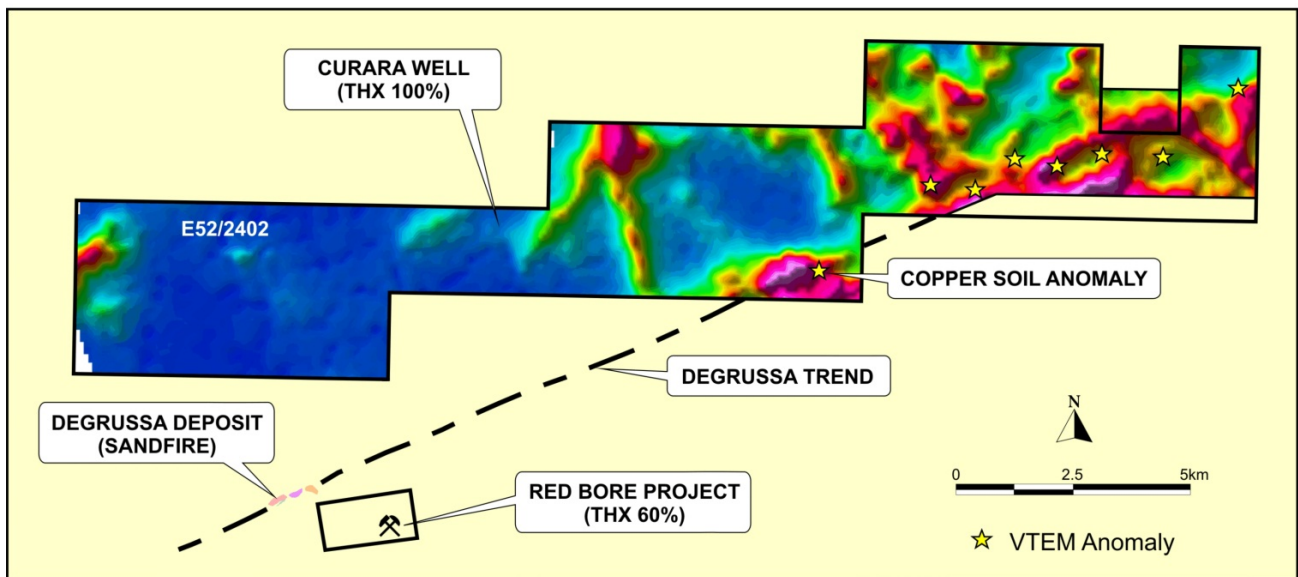 CURARA WELL
(THX 100%)
E52/2402
COPPER SOIL ANOMALY
DEGRUSSA TREND
DEGRUSSA DEPOSIT
(SANDFIRE)
RED BORE PROJECT
(THX 60%)
N
0 2.5 5km
VTEM Anomaly